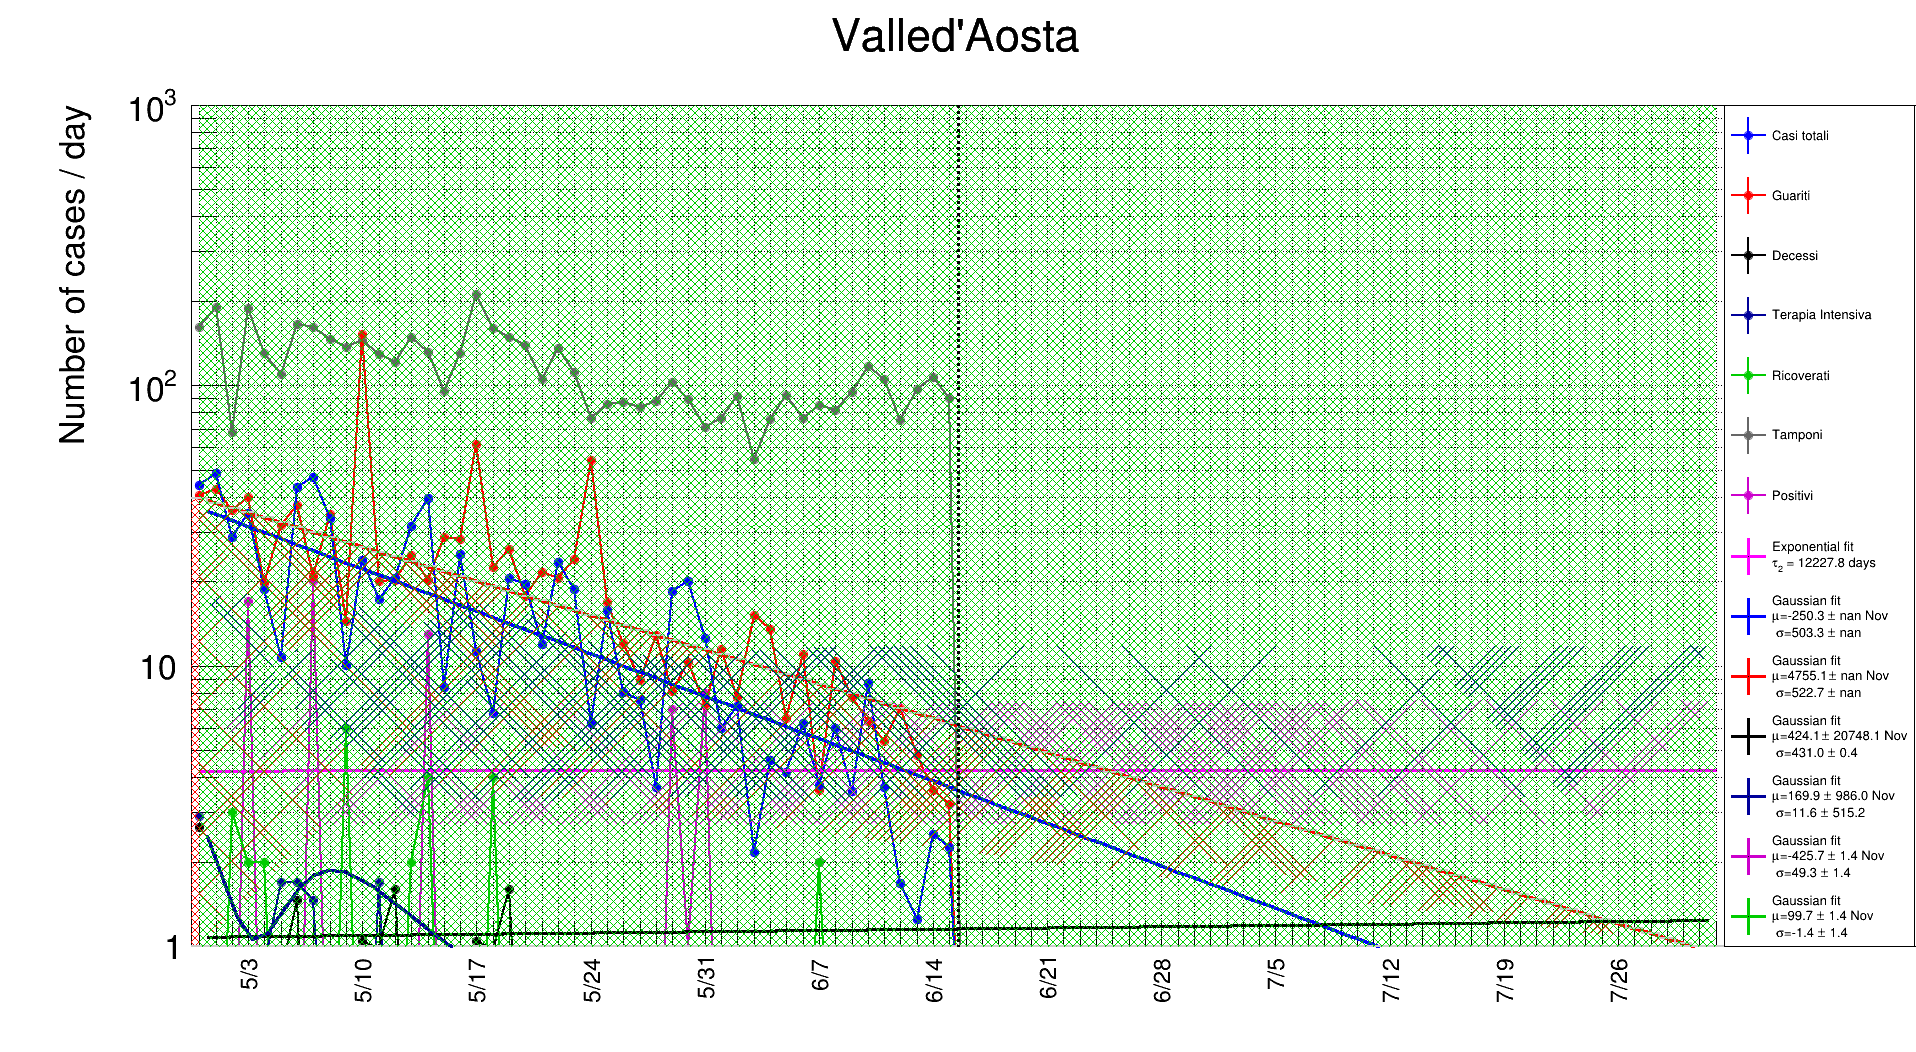 Valled'Aosta
Number of cases / day
10³
10²
10
1
5/3
5/10
5/17
5/24
5/31
6/7
6/14
6/21
6/28
7/5
7/12
7/19
7/26
Casi totali
Guariti
Decessi
Terapia Intensiva
Ricoverati
Tamponi
Positivi
Exponential fit
τ₂ = 12227.8 days
Gaussian fit
μ=-250.3 ± nan Nov
σ=503.3 ± nan
Gaussian fit
μ=4755.1 ± nan Nov
σ=522.7 ± nan
Gaussian fit
μ=424.1 ± 20748.1 Nov
σ=431.0 ± 0.4
Gaussian fit
μ=169.9 ± 986.0 Nov
σ=11.6 ± 515.2
Gaussian fit
μ=-425.7 ± 1.4 Nov
σ=49.3 ± 1.4
Gaussian fit
μ=99.7 ± 1.4 Nov
σ=-1.4 ± 1.4